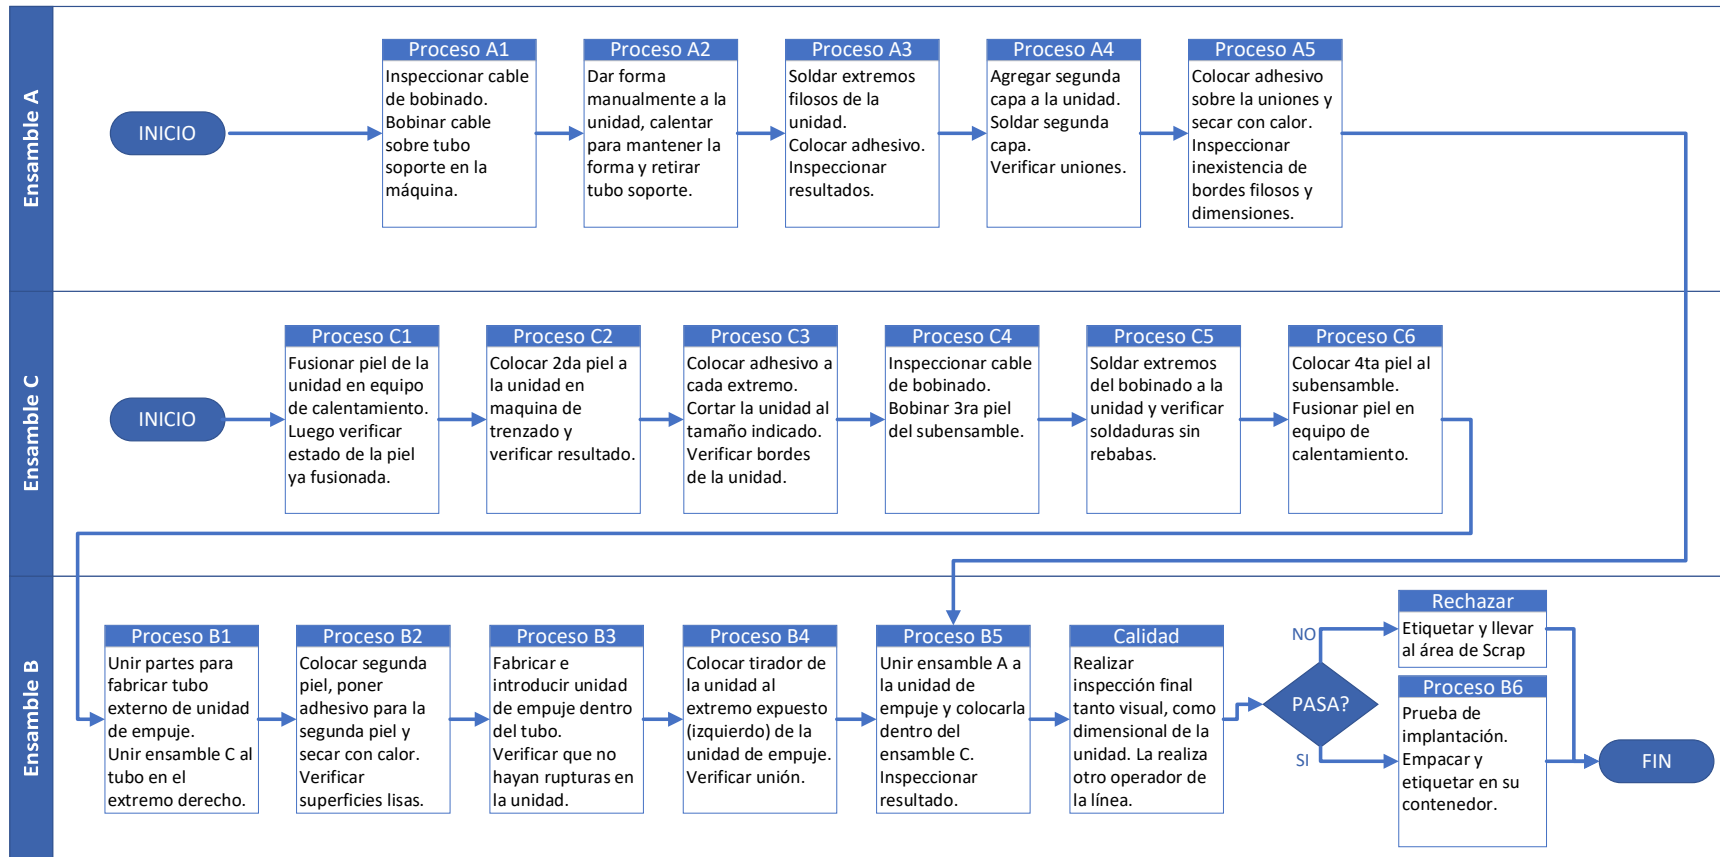 Ensamble A
INICIO
Proceso A1
Inspeccionar cable
de bobinado.
Bobinar cable
sobre tubo
soporte en la
máquina.
Proceso A2
Dar forma
manualmente a la
unidad, calentar
para mantener la
forma y retirar
tubo soporte.
Proceso A3
Soldar extremos
filosos de la
unidad.
Colocar adhesivo.
Inspeccionar
resultados.
Proceso A4
Agregar segunda
capa a la unidad.
Soldar segunda
capa.
Verificar uniones.
Proceso A5
Colocar adhesivo
sobre la uniones y
secar con calor.
Inspeccionar
inexistencia de
bordes filosos y
dimensiones.
Ensamble C
INICIO
Proceso C1
Fusionar piel de la
unidad en equipo
de calentamiento.
Luego verificar
estado de la piel
ya fusionada.
Proceso C2
Colocar 2da piel a
la unidad en
maquina de
trenzado y
verificar resultado.
Proceso C3
Colocar adhesivo a
cada extremo.
Cortar la unidad al
tamaño indicado.
Verificar bordes
de la unidad.
Proceso C4
Inspeccionar cable
de bobinado.
Bobinar 3ra piel
del subensamble.
Proceso C5
Soldar extremos
del bobinado a la
unidad y verificar
soldaduras sin
rebabas.
Proceso C6
Colocar 4ta piel al
subensamble.
Fusionar piel en
equipo de
calentamiento.
Ensamble B
Proceso B1
Unir partes para
fabricar tubo
externo de unidad
de empuje.
Unir ensamble C al
tubo en el
extremo derecho.
Proceso B2
Colocar segunda
piel, poner
adhesivo para la
segunda piel y
secar con calor.
Verificar
superficies lisas.
Proceso B3
Fabricar e
introducir unidad
de empuje dentro
del tubo.
Verificar que no
hayan rupturas en
la unidad.
Proceso B4
Colocar tirador de
la unidad al
extremo expuesto
(izquierdo) de la
unidad de empuje.
Verificar unión.
Proceso B5
Unir ensamble A a
la unidad de
empuje y colocarla
dentro del
ensamble C.
Inspeccionar
resultado.
Calidad
Realizar
inspección final
tanto visual, como
dimensional de la
unidad. La realiza
otro operador de
la línea.
PASA?
NO
SI
Rechazar
Etiquetar y llevar
al área de Scrap
Proceso B6
Prueba de
implantación.
Empacar y
etiquetar en su
contenedor.
FIN